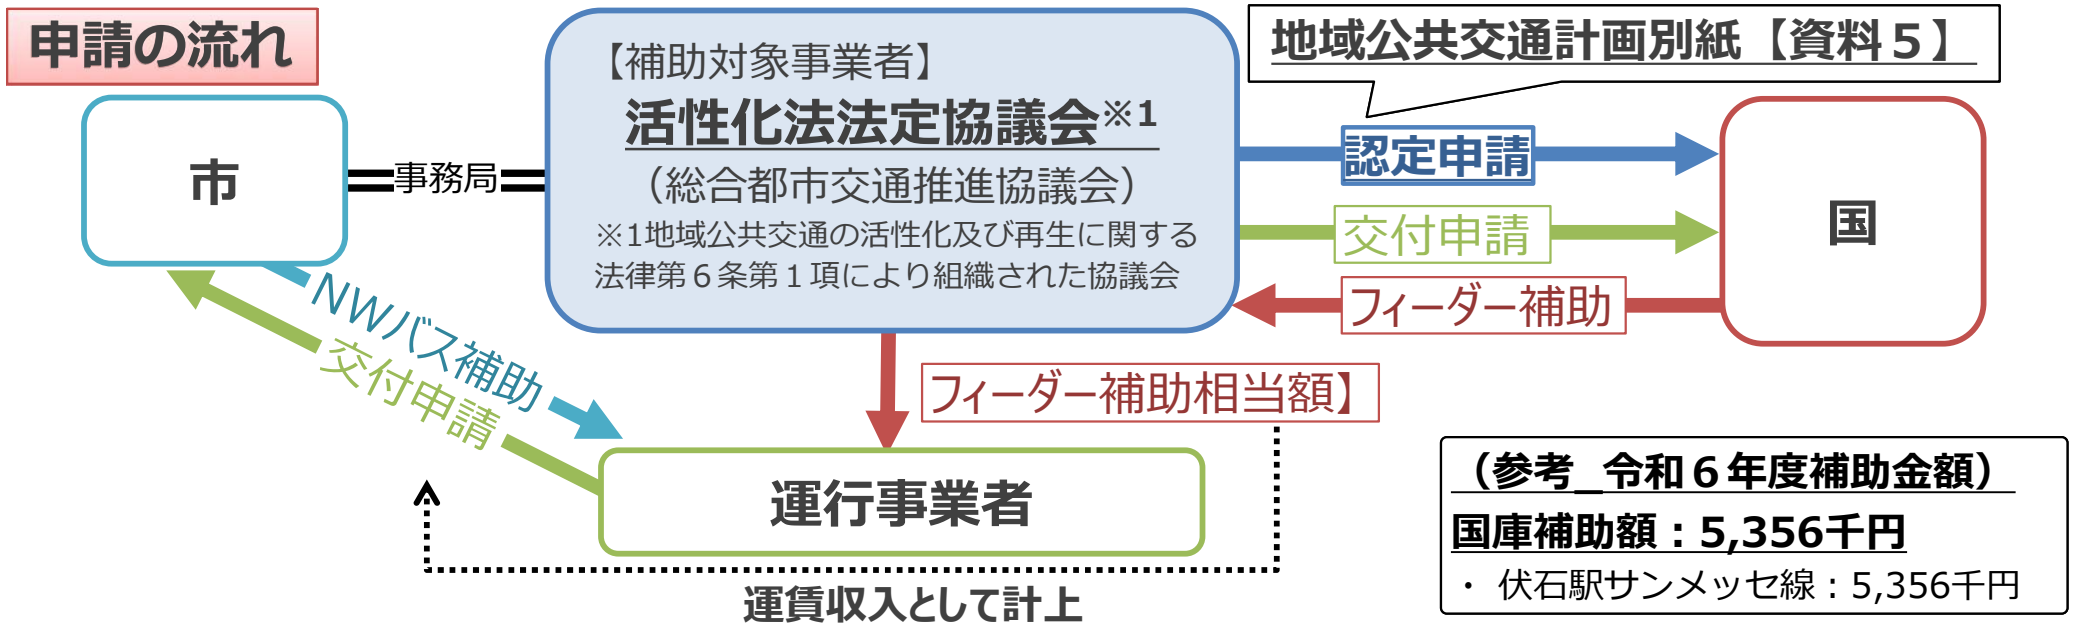 申請の流れ
【補助対象事業者】
活性化法法定協議会※1
（総合都市交通推進協議会）
※1地域公共交通の活性化及び再生に関する
法律第６条第１項により組織された協議会
地域公共交通計画別紙【資料５】
市
事務局
認定申請
交付申請
フィーダー補助
国
NWバス補助
交付申請
フィーダー補助相当額】
運行事業者
運賃収入として計上
（参考_令和６年度補助金額）
国庫補助額：5,356千円
・ 伏石駅サンメッセ線：5,356千円